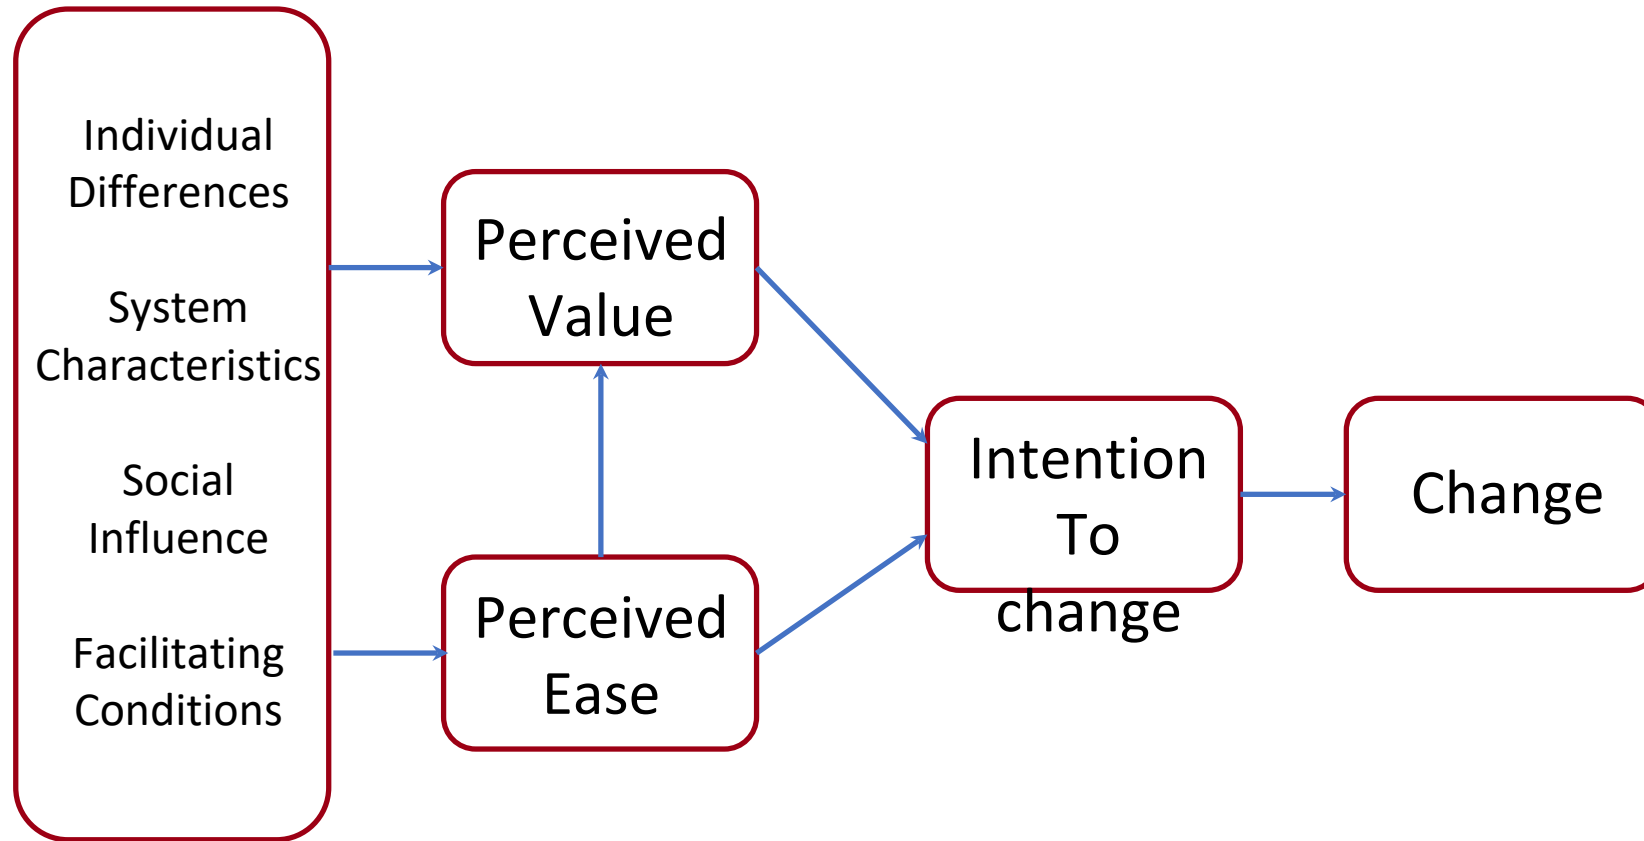 Individual
Differences
System
Characteristics
Social
Influence
Facilitating
Conditions
Perceived
Value
Perceived
Ease
Intention
To
change
Change